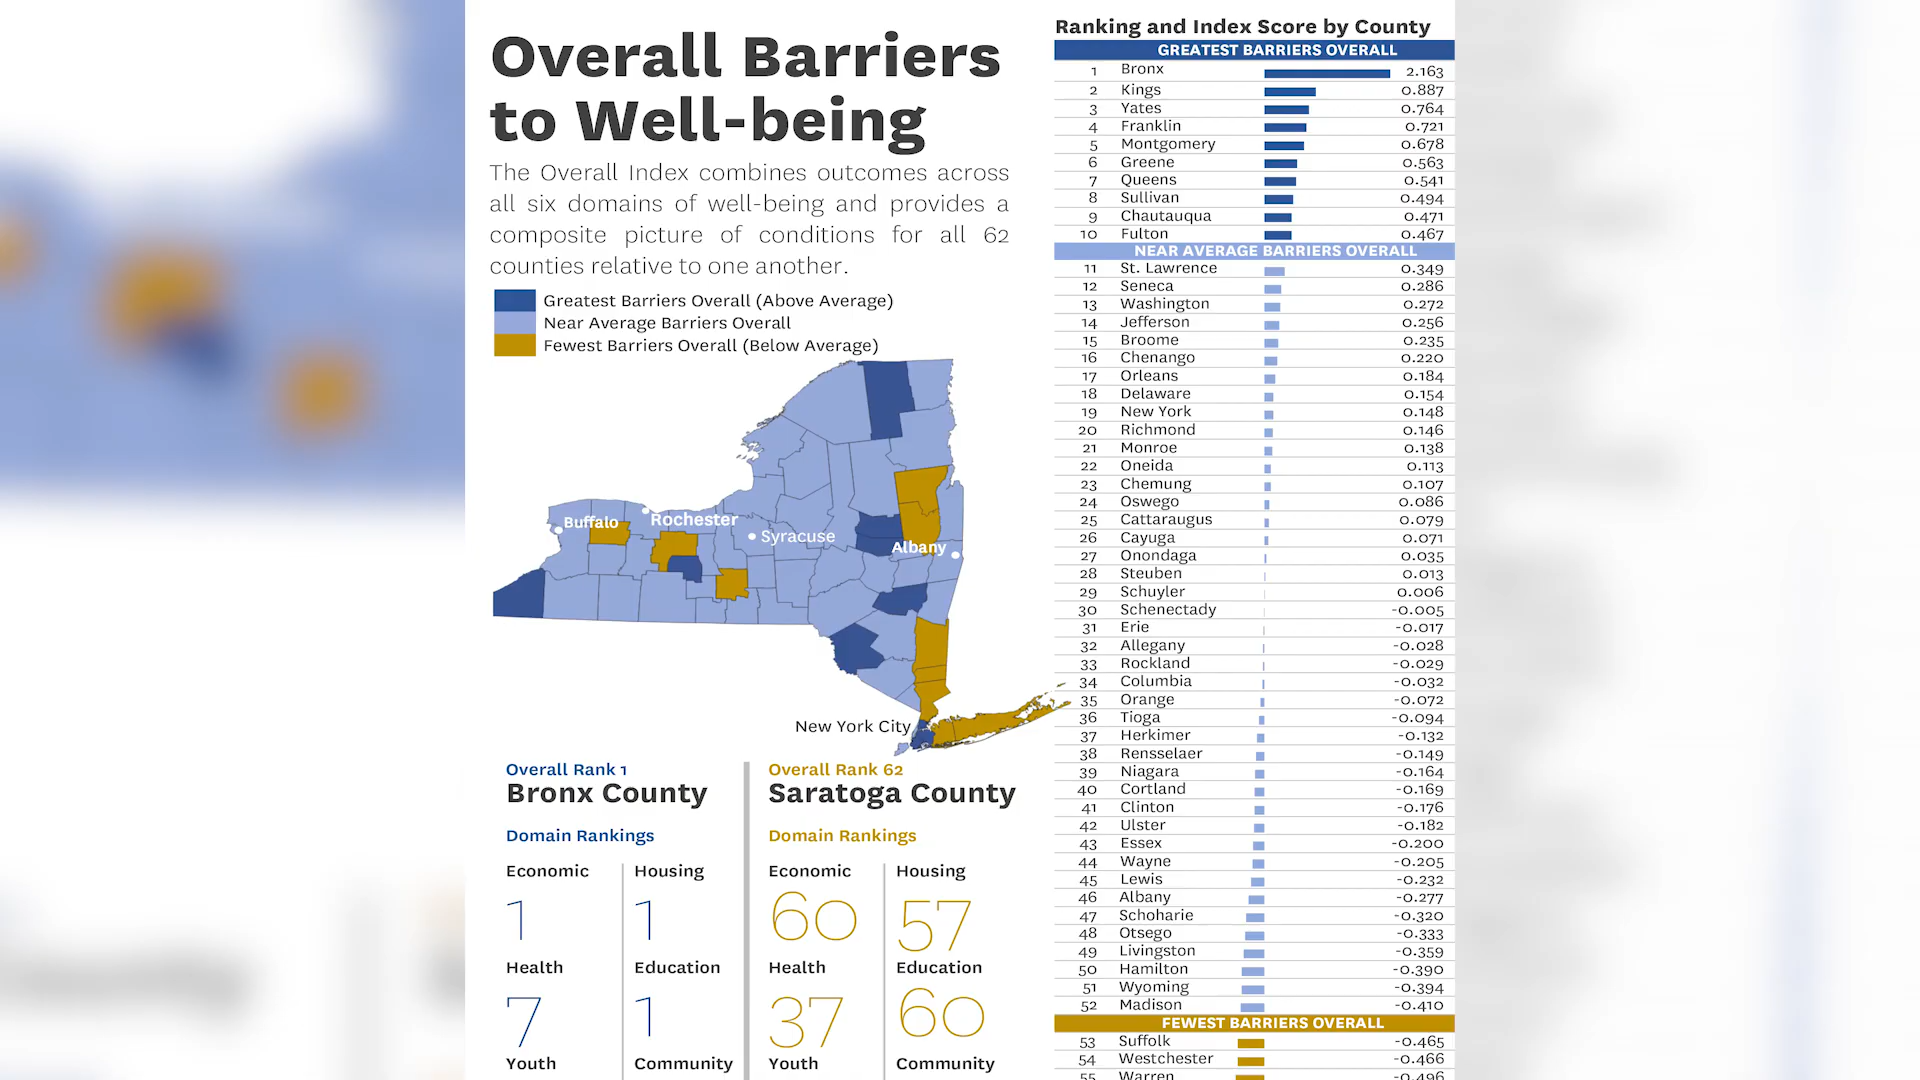 Overall Barriers
to Well-being
The Overall Index combines outcomes across
all six domains of well-being and provides a
composite picture of conditions for all 62
counties relative to one another.
Greatest Barriers Overall (Above Average)
Near Average Barriers Overall
Fewest Barriers Overall (Below Average)
Buffalo
Rochester
Syracuse
Albany
New York City
Overall Rank 1
Bronx County
Domain Rankings
Economic
Housing
1
1
Health
Education
7
1
Youth
Community
Overall Rank 62
Saratoga County
Domain Rankings
Economic
Housing
60
57
Health
Education
37
60
Youth
Community
Ranking and Index Score by County
GREATEST BARRIERS OVERALL
1 Bronx 2.163
2 Kings 0.887
3 Yates 0.764
4 Franklin 0.721
5 Montgomery 0.678
6 Greene 0.563
7 Queens 0.541
8 Sullivan 0.494
9 Chautauqua 0.471
10 Fulton 0.467
NEAR AVERAGE BARRIERS OVERALL
11 St. Lawrence 0.349
12 Seneca 0.286
13 Washington 0.272
14 Jefferson 0.256
15 Broome 0.235
16 Chenango 0.220
17 Orleans 0.184
18 Delaware 0.154
19 New York 0.148
20 Richmond 0.146
21 Monroe 0.138
22 Oneida 0.113
23 Chemung 0.107
24 Oswego 0.086
25 Cattaraugus 0.079
26 Cayuga 0.071
27 Onondaga 0.035
28 Steuben 0.013
29 Schuyler 0.006
30 Schenectady -0.005
31 Erie -0.017
32 Allegany -0.028
33 Rockland -0.029
34 Columbia -0.032
35 Orange -0.072
36 Tioga -0.094
37 Herkimer -0.132
38 Rensselaer -0.149
39 Niagara -0.164
40 Cortland -0.169
41 Clinton -0.176
42 Ulster -0.182
43 Essex -0.200
44 Wayne -0.205
45 Lewis -0.232
46 Albany -0.277
47 Schoharie -0.320
48 Otsego -0.333
49 Livingston -0.359
50 Hamilton -0.390
51 Wyoming -0.394
52 Madison -0.410
FEWEST BARRIERS OVERALL
53 Suffolk -0.465
54 Westchester -0.466
55 Warren -0.496